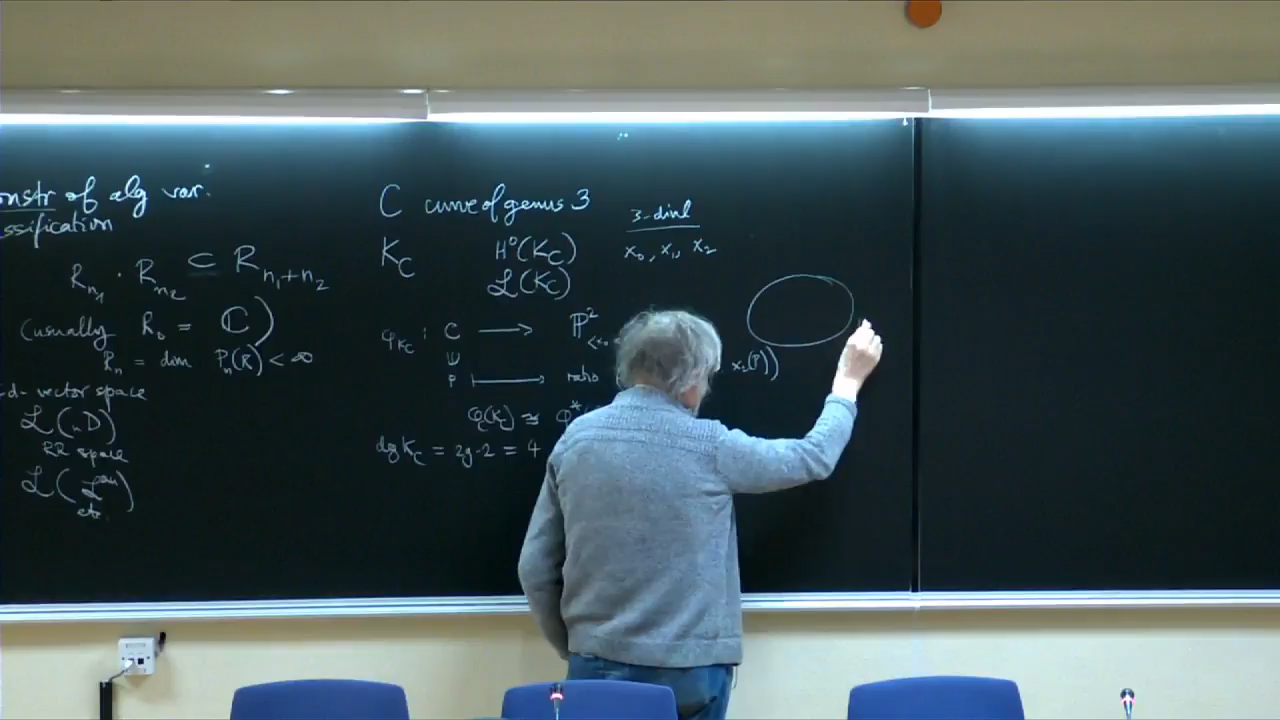 onstr of alg var.
ssification
R_{n_1} · R_{n_2} ⊂ R_{n_1+n_2}
(usually R_0 = ℂ)
R_n = dim P_n(R) < ∞
-d- vector space
ℒ(nD)
RR space
ℒ(
etc.
C curve of genus 3
K_C H^0(K_C)
ℒ(K_C)
3-diml
x_0, x_1, x_2
φ_{K_C} : C ⟶ ℙ^2
Ψ
P ⟼ ratio x_2(P))
≅ φ^*
deg K_C = 2g-2 = 4